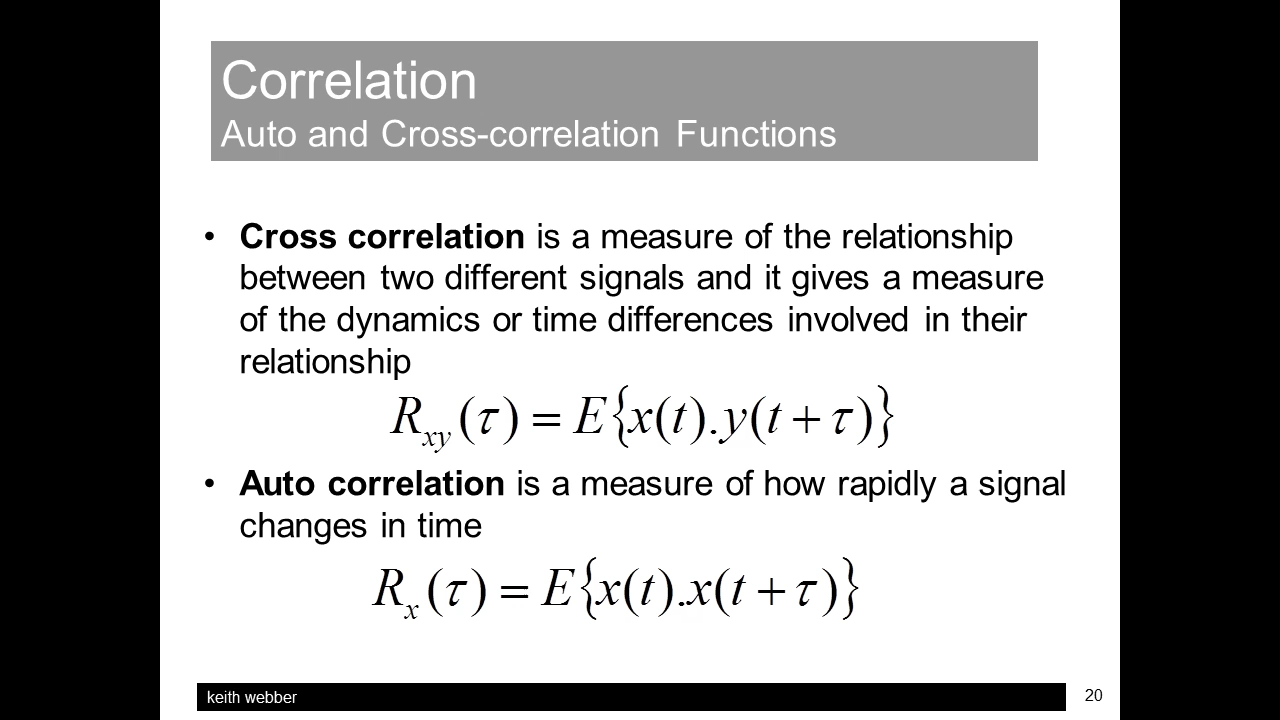 Correlation
Auto and Cross-correlation Functions
• Cross correlation is a measure of the relationship
between two different signals and it gives a measure
of the dynamics or time differences involved in their
relationship
R_xy(τ) = E{x(t).y(t + τ)}
• Auto correlation is a measure of how rapidly a signal
changes in time
R_x(τ) = E{x(t).x(t + τ)}
keith webber
20